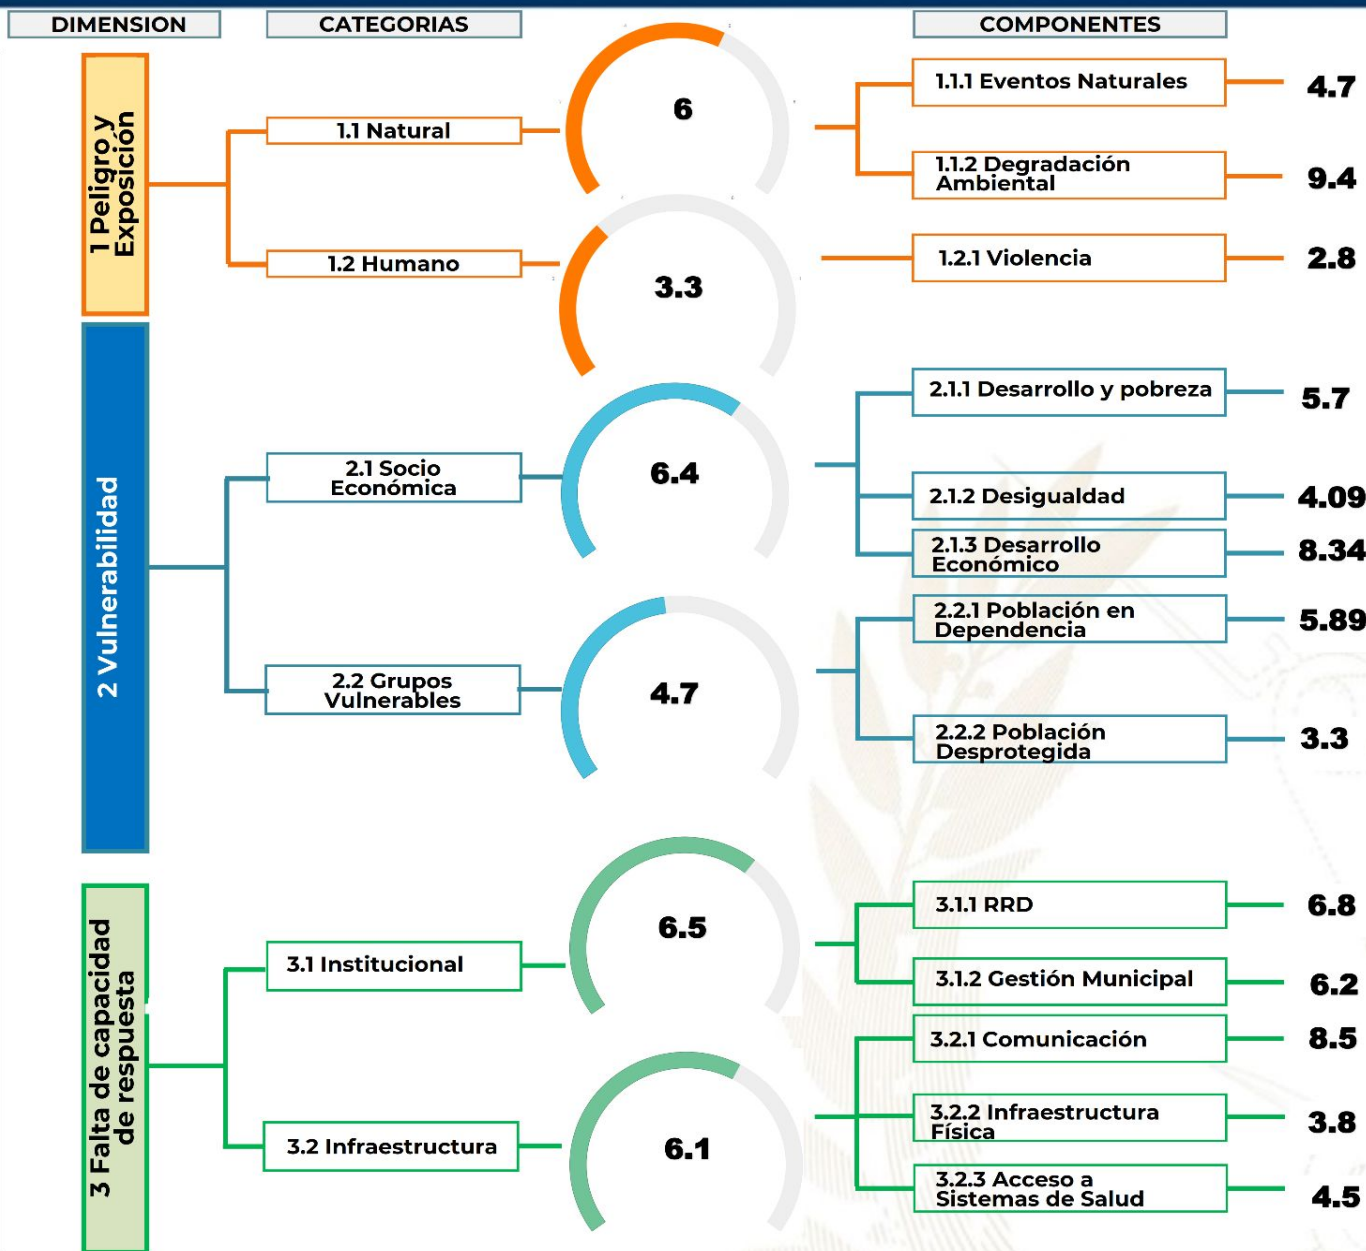 DIMENSION
CATEGORIAS
COMPONENTES
1 Peligro y
Exposición
1.1 Natural
6
1.1.1 Eventos Naturales
4.7
1.1.2 Degradación
Ambiental
9.4
1.2 Humano
3.3
1.2.1 Violencia
2.8
2 Vulnerabilidad
2.1 Socio
Económica
6.4
2.1.1 Desarrollo y pobreza
5.7
2.1.2 Desigualdad
4.09
2.1.3 Desarrollo
Económico
8.34
2.2 Grupos
Vulnerables
4.7
2.2.1 Población en
Dependencia
5.89
2.2.2 Población
Desprotegida
3.3
3 Falta de capacidad
de respuesta
3.1 Institucional
6.5
3.1.1 RRD
6.8
3.1.2 Gestión Municipal
6.2
3.2 Infraestructura
6.1
3.2.1 Comunicación
8.5
3.2.2 Infraestructura
Física
3.8
3.2.3 Acceso a
Sistemas de Salud
4.5